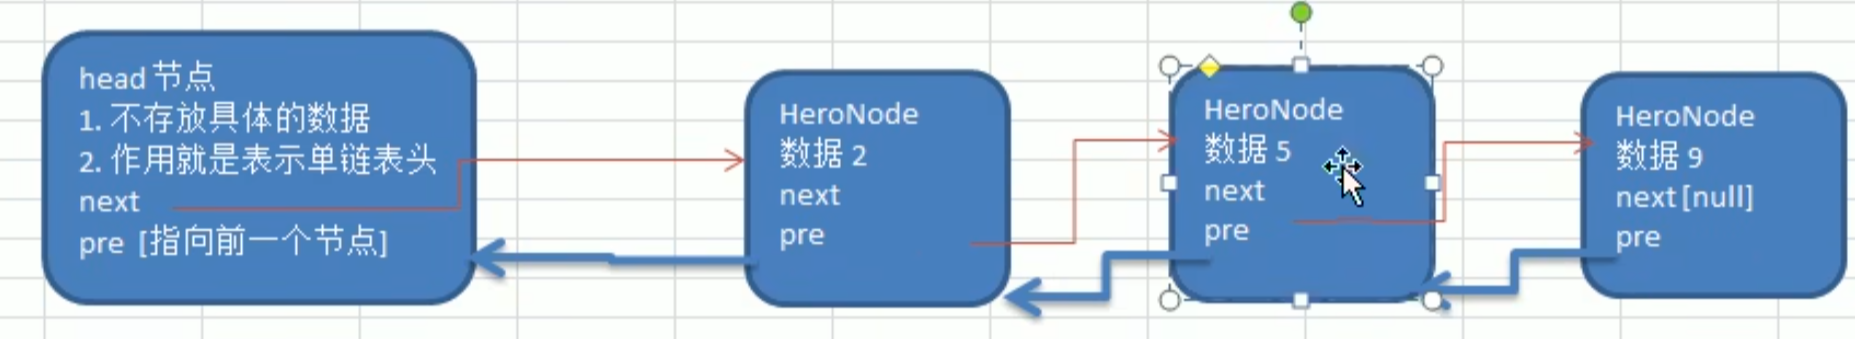 head 节点
1. 不存放具体的数据
2. 作用就是表示单链表头
next
pre [指向前一个节点]
HeroNode
数据 2
next
pre
HeroNode
数据 5
next
pre
HeroNode
数据 9
next [null]
pre